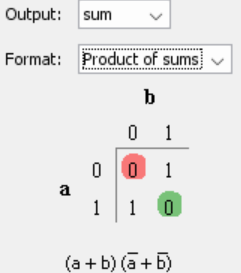 Output: sum
Format: Product of sums
b
0 1
0 0 1
a
1 1 0
(a + b) (a̅ + b̅)